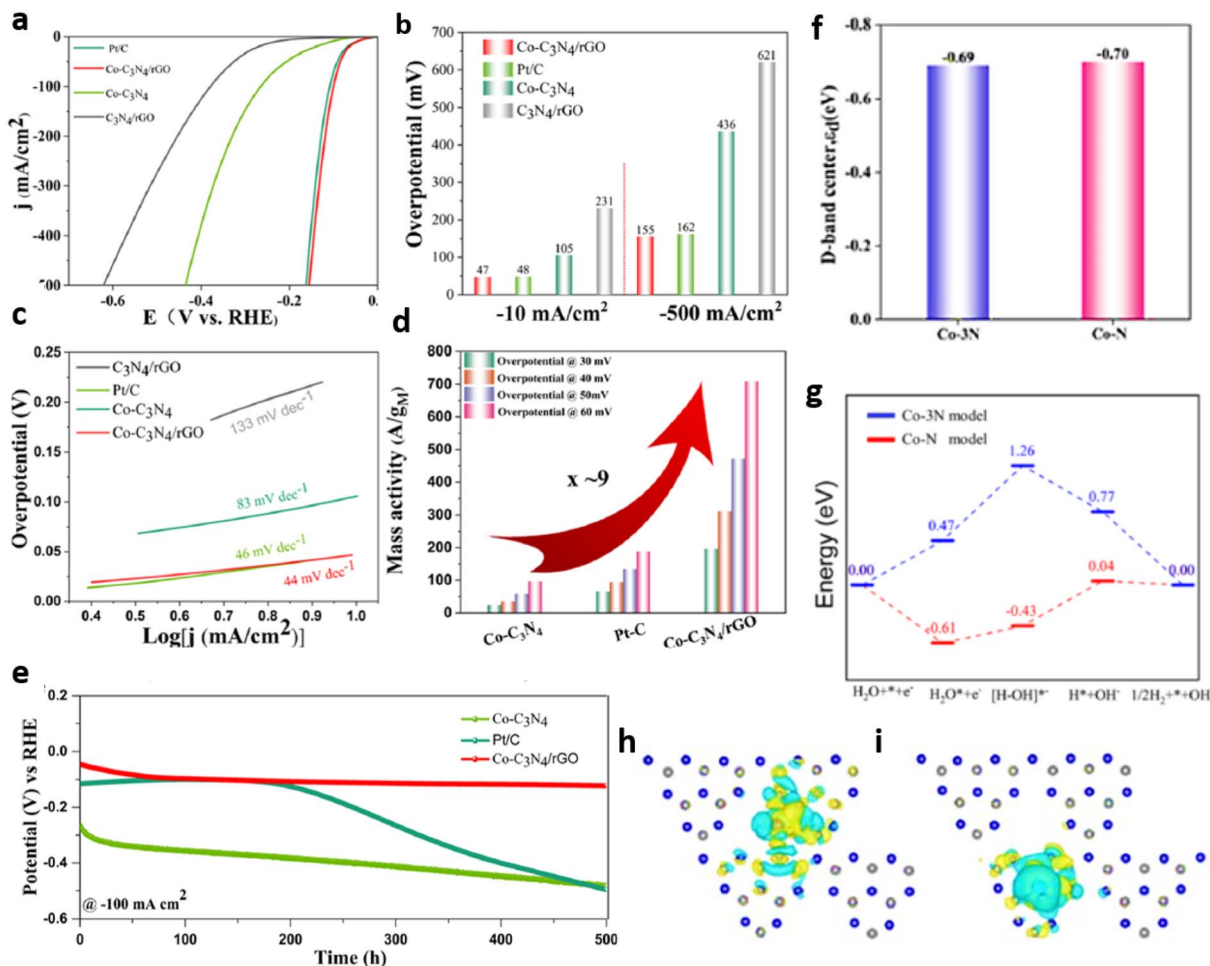 a
Pt/C
Co-C3N4/rGO
Co-C3N4
C3N4/rGO
0
-100
-200
-300
-400
j (mA/cm2)
-0.6
-0.4
-0.2
0.
E (V vs. RHE)
b
700
600
500
400
300
200
100
0
Overpotential (mV)
Co-C3N4/rGO
Pt/C
Co-C3N4
C3N4/rGO
47
48
105
231
155
162
436
621
-10 mA/cm2
-500 mA/cm2
c
0.25
0.20
0.15
0.10
0.05
0.00
Overpotential (V)
C3N4/rGO
Pt/C
Co-C3N4
Co-C3N4/rGO
133 mV dec-1
83 mV dec-1
46 mV dec-1
44 mV dec-1
0.4
0.5
0.6
0.7
0.8
0.9
1.0
Log[j (mA/cm2)]
d
800
700
600
500
400
300
200
100
0
Mass activity (A/gM)
Overpotential @ 30 mV
Overpotential @ 40 mV
Overpotential @ 50mV
Overpotential @ 60 mV
x ~9
Co-C3N4
Pt-C
Co-C3N4/rGO
e
0.2
0.0
-0.2
-0.4
-0.6
Potential (V) vs RHE
Co-C3N4
Pt/C
Co-C3N4/rGO
@ -100 mA cm2
0
100
200
300
400
500
Time (h)
f
-0.8
-0.6
-0.4
-0.2
0.0
D-band center,εd(eV)
-0.69
-0.70
Co-3N
Co-N
g
Co-3N model
Co-N model
Energy (eV)
0.00
0.47
1.26
0.77
0.00
-0.61
-0.43
0.04
H2O+*+e-
H2O*+e-
[H-OH]*-
H*+OH-
1/2H2+*+OH
h
i